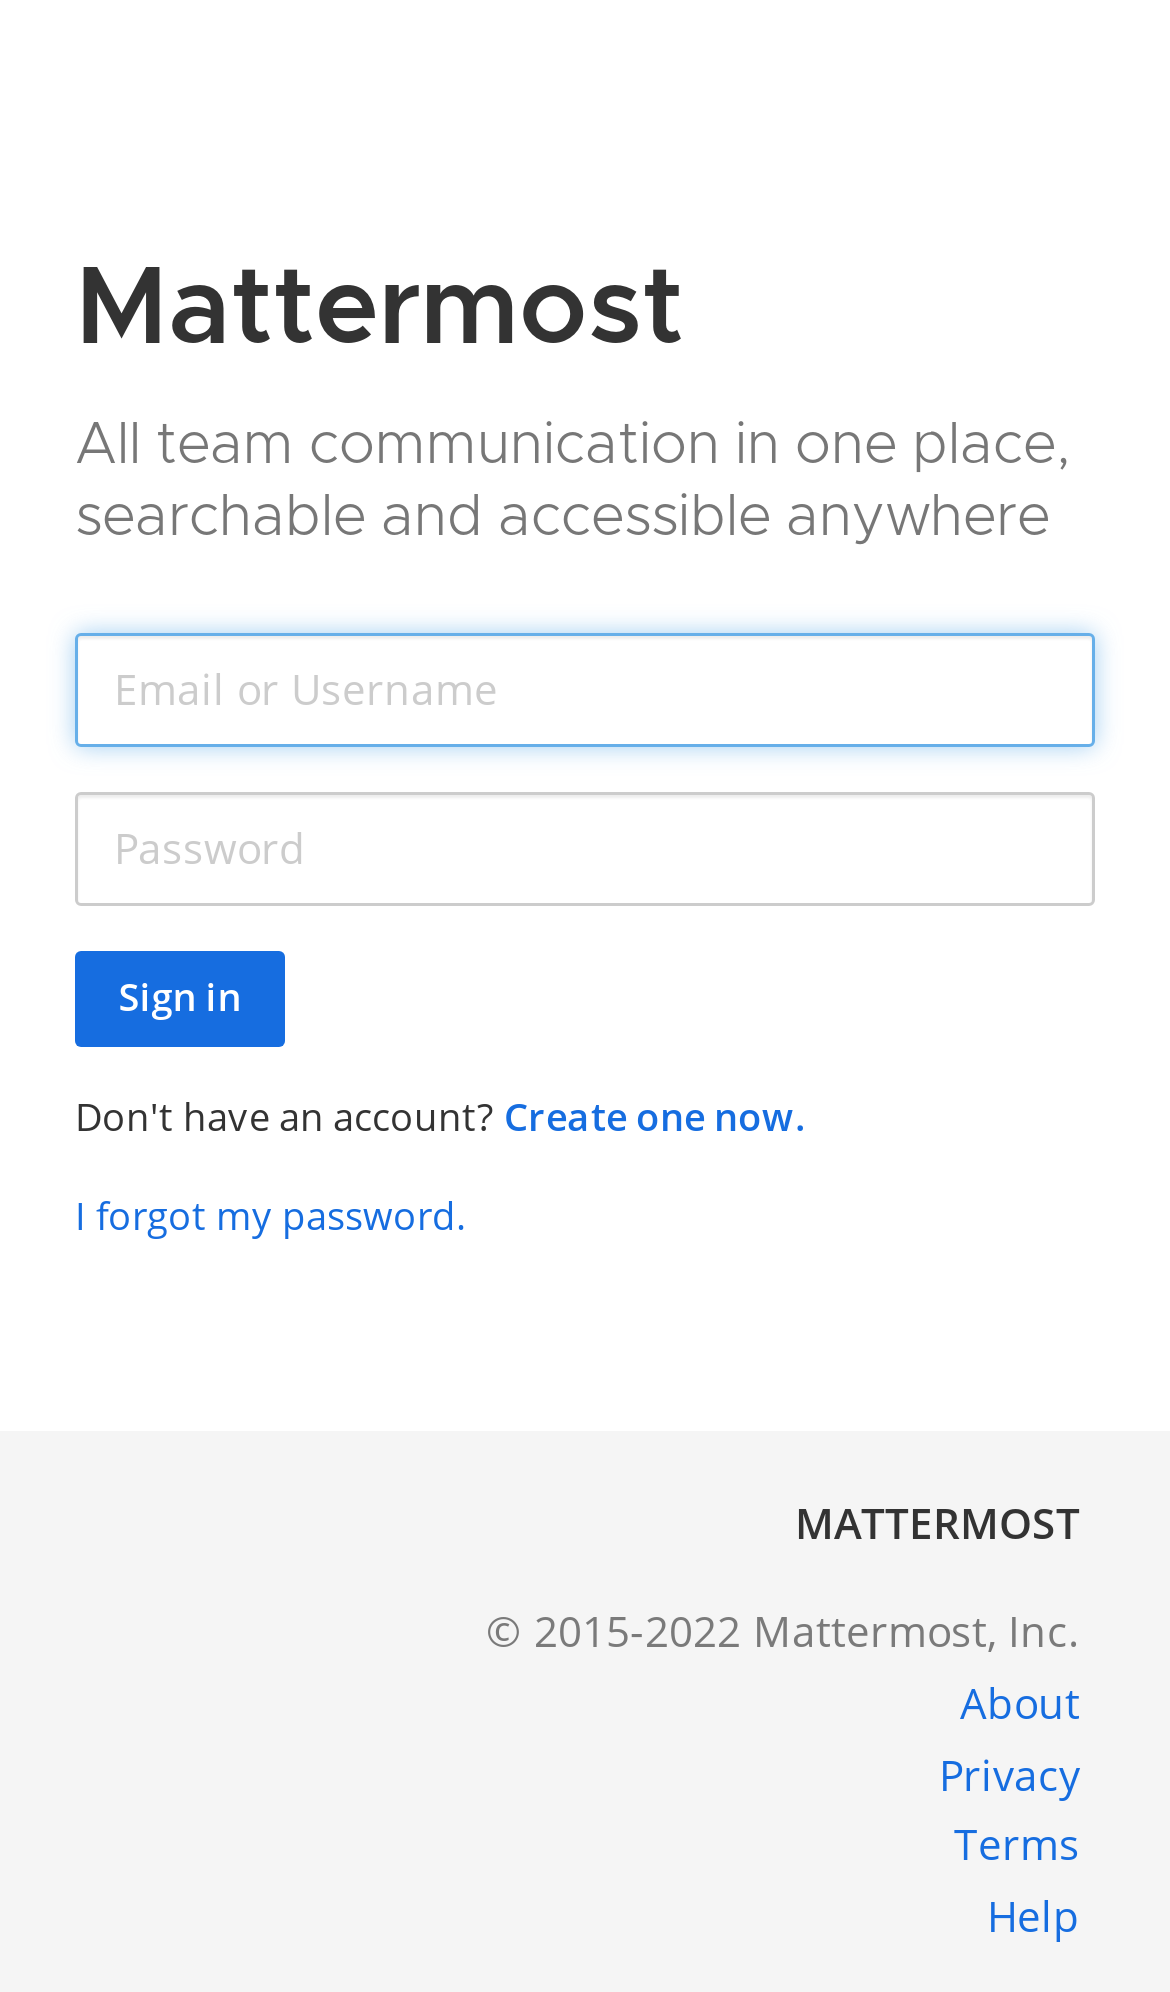 Mattermost
All team communication in one place,
searchable and accessible anywhere
Email or Username
Password
Sign in
Don't have an account? Create one now.
I forgot my password.
MATTERMOST
© 2015-2022 Mattermost, Inc.
About
Privacy
Terms
Help